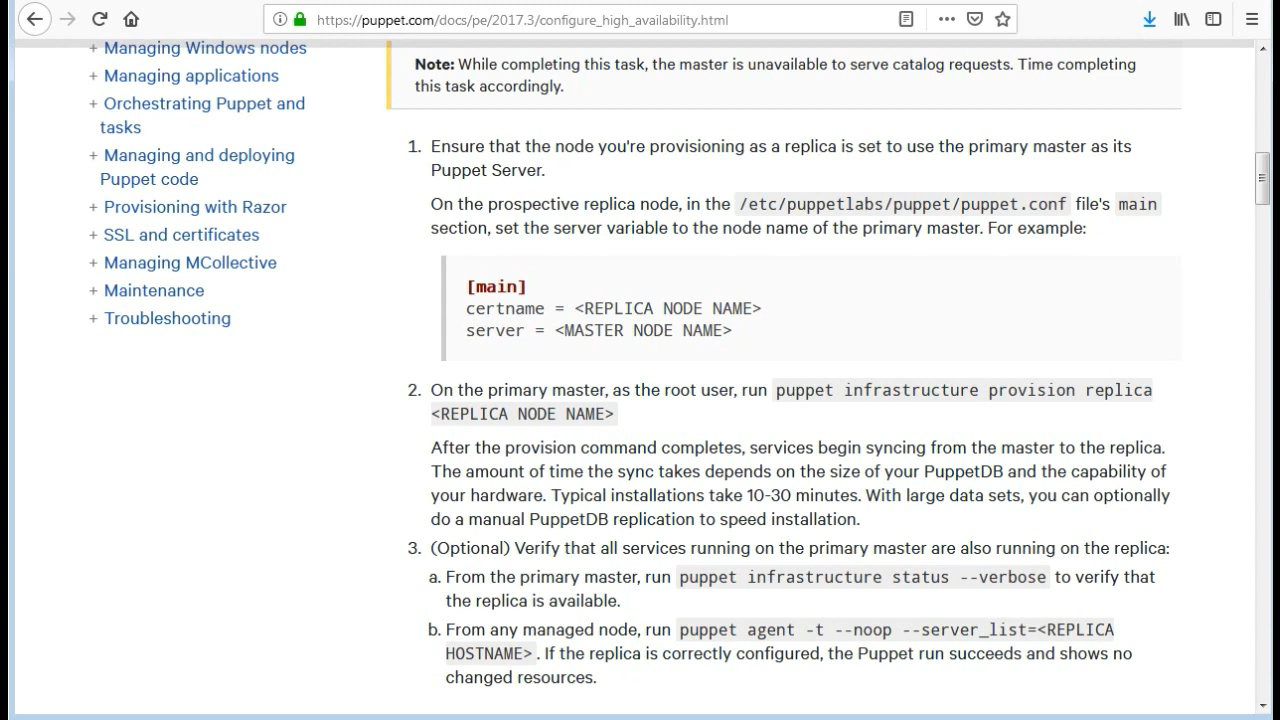 https://puppet.com/docs/pe/2017.3/configure_high_availability.html
+ Managing Windows nodes
+ Managing applications
+ Orchestrating Puppet and
tasks
+ Managing and deploying
Puppet code
+ Provisioning with Razor
+ SSL and certificates
+ Managing MCollective
+ Maintenance
+ Troubleshooting
Note: While completing this task, the master is unavailable to serve catalog requests. Time completing
this task accordingly.
1. Ensure that the node you're provisioning as a replica is set to use the primary master as its
Puppet Server.
On the prospective replica node, in the /etc/puppetlabs/puppet/puppet.conf file's main
section, set the server variable to the node name of the primary master. For example:
[main]
certname = <REPLICA NODE NAME>
server = <MASTER NODE NAME>
2. On the primary master, as the root user, run puppet infrastructure provision replica
<REPLICA NODE NAME>
After the provision command completes, services begin syncing from the master to the replica.
The amount of time the sync takes depends on the size of your PuppetDB and the capability of
your hardware. Typical installations take 10-30 minutes. With large data sets, you can optionally
do a manual PuppetDB replication to speed installation.
3. (Optional) Verify that all services running on the primary master are also running on the replica:
a. From the primary master, run puppet infrastructure status --verbose to verify that
the replica is available.
b. From any managed node, run puppet agent -t --noop --server_list=<REPLICA
HOSTNAME>. If the replica is correctly configured, the Puppet run succeeds and shows no
changed resources.